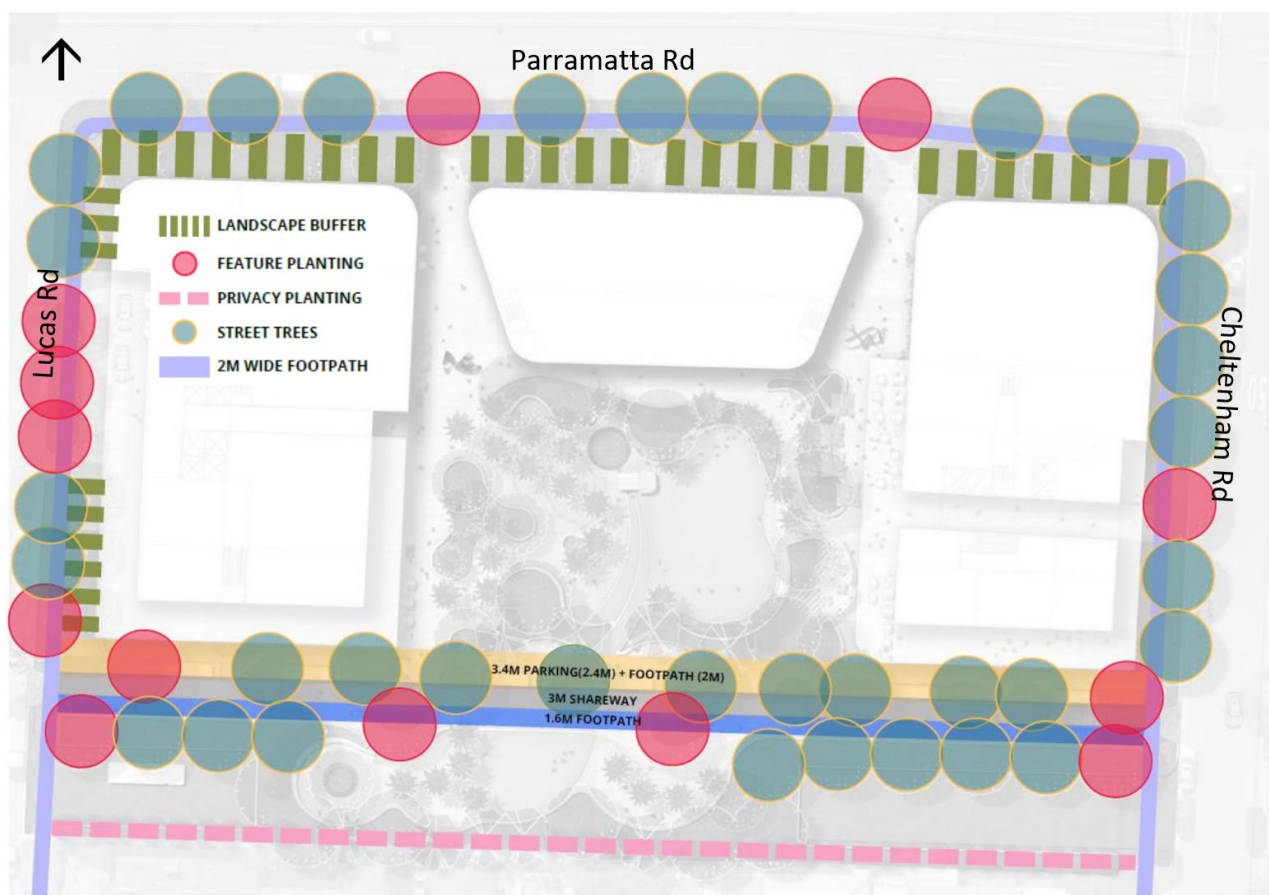 Parramatta Rd
LANDSCAPE BUFFER
FEATURE PLANTING
PRIVACY PLANTING
STREET TREES
2M WIDE FOOTPATH
Lucas Rd
Cheltenham Rd
50
3.4M PARKING(2.4M) + FOOTPATH (2M)
3M SHAREWAY
1.6M FOOTPATH